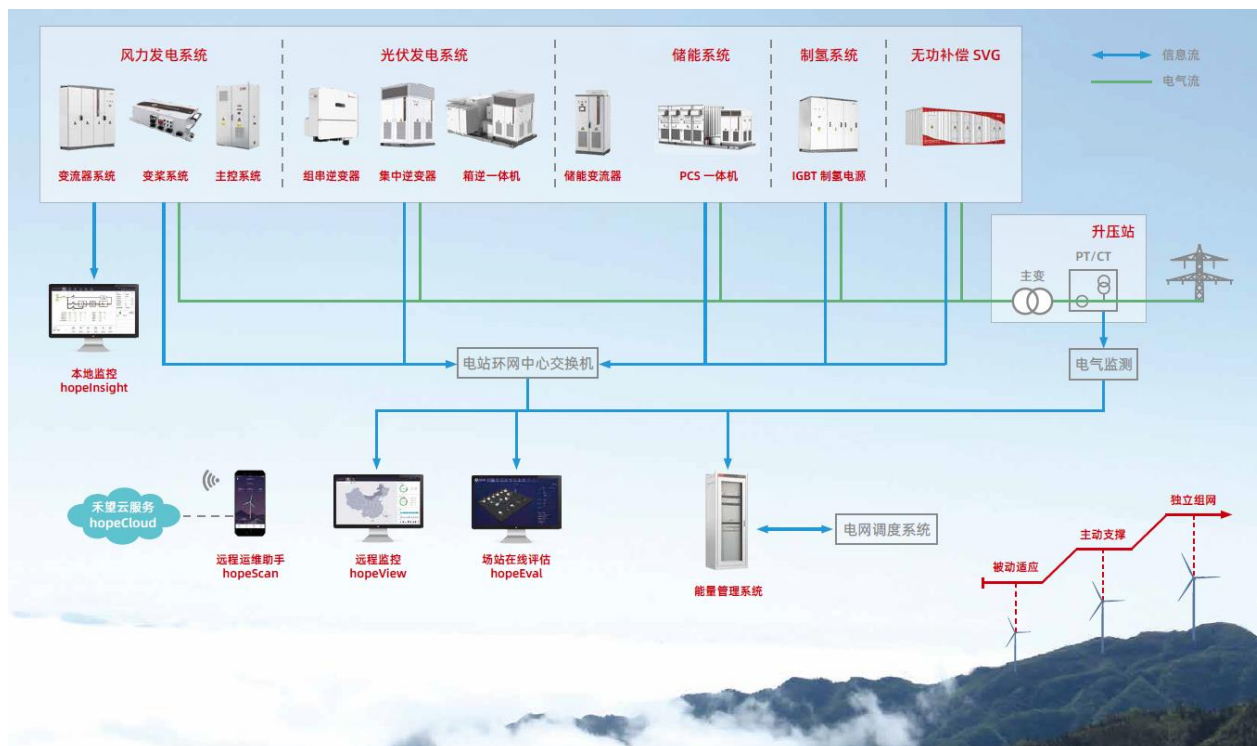 风力发电系统
光伏发电系统
储能系统
制氢系统
无功补偿 SVG
信息流
电气流
变流器系统
变桨系统
主控系统
组串逆变器
集中逆变器
箱逆一体机
储能变流器
PCS 一体机
IGBT 制氢电源
升压站
PT/CT
主变
本地监控
hopeInsight
电站环网中心交换机
电气监测
禾望云服务
hopeCloud
远程运维助手
hopeScan
远程监控
hopeView
场站在线评估
hopeEval
能量管理系统
电网调度系统
独立组网
主动支撑
被动适应